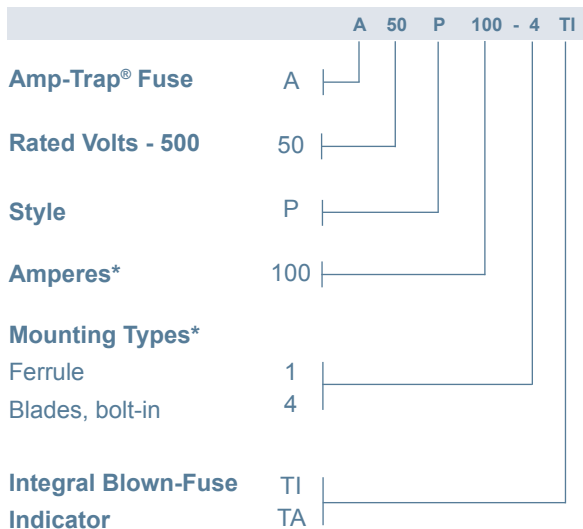 A 50 P 100 - 4 TI
Amp-Trap® Fuse A
Rated Volts - 500 50
Style P
Amperes* 100
Mounting Types*
Ferrule 1
Blades, bolt-in 4
Integral Blown-Fuse TI
Indicator TA